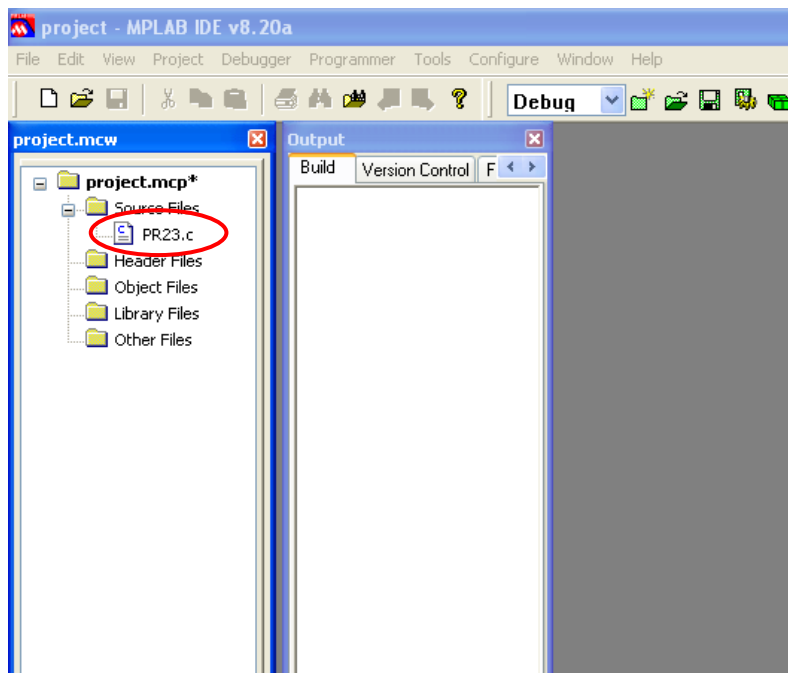 project - MPLAB IDE v8.20a
File Edit View Project Debugger Programmer Tools Configure Window Help
Debug
project.mcw
project.mcp*
Source Files
PR23.c
Header Files
Object Files
Library Files
Other Files
Output
Build Version Control F